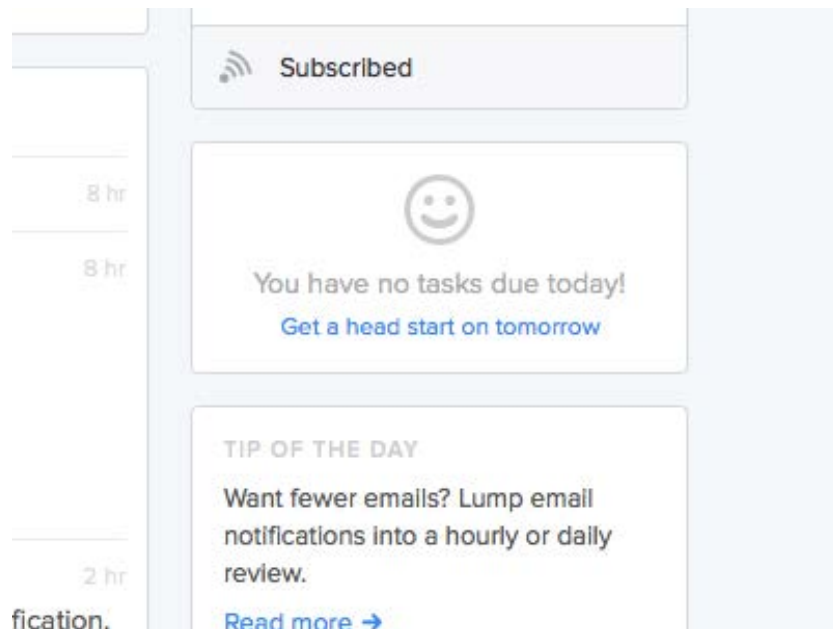 Subscribed
8 hr
8 hr
You have no tasks due today!
Get a head start on tomorrow
TIP OF THE DAY
Want fewer emails? Lump email
notifications into a hourly or daily
review.
2 hr
fication.
Read more →